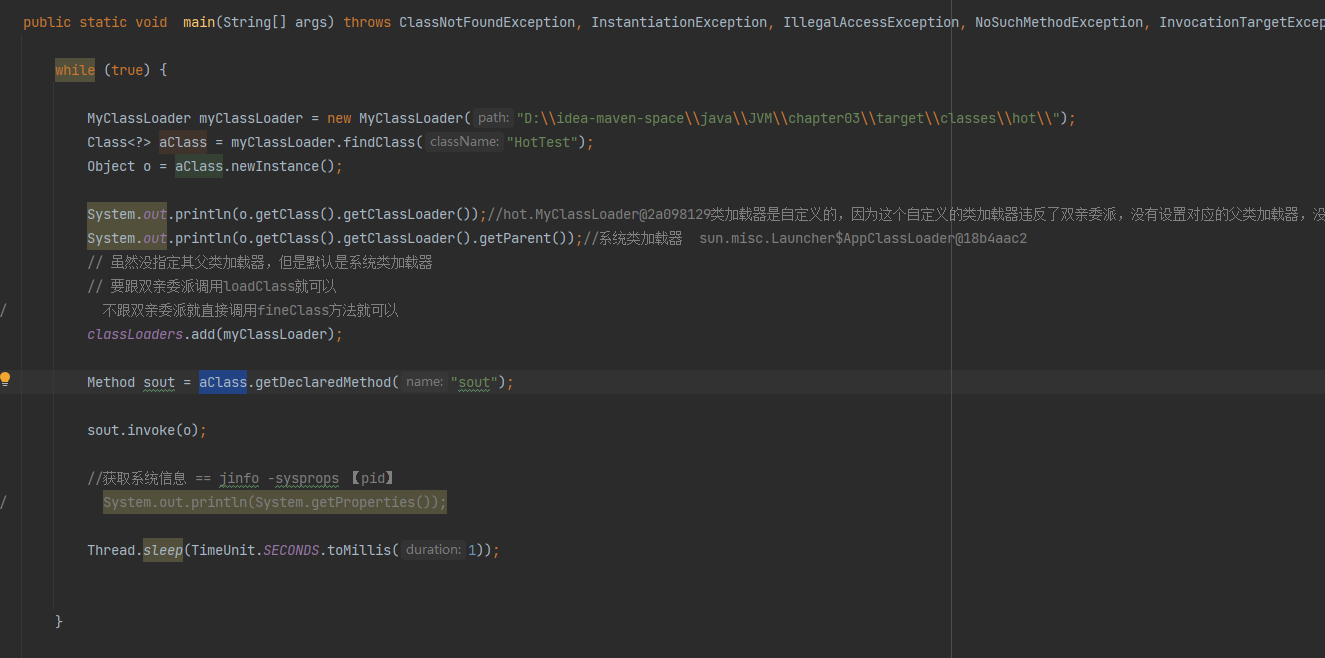 public static void main(String[] args) throws ClassNotFoundException, InstantiationException, IllegalAccessException, NoSuchMethodException, InvocationTargetExcep
while (true) {
MyClassLoader myClassLoader = new MyClassLoader( path: "D:\\idea-maven-space\\java\\JVM\\chapter03\\target\\classes\\hot\\");
Class<?> aClass = myClassLoader.findClass( className: "HotTest");
Object o = aClass.newInstance();
System.out.println(o.getClass().getClassLoader());//hot.MyClassLoader@2a098129类加载器是自定义的，因为这个自定义的类加载器违反了双亲委派，没有设置对应的父类加载器，没
System.out.println(o.getClass().getClassLoader().getParent());//系统类加载器  sun.misc.Launcher$AppClassLoader@18b4aac2
// 虽然没指定其父类加载器，但是默认是系统类加载器
// 要跟双亲委派调用loadClass就可以
/ 不跟双亲委派就直接调用fineClass方法就可以
classLoaders.add(myClassLoader);
Method sout = aClass.getDeclaredMethod( name: "sout");
sout.invoke(o);
//获取系统信息 == jinfo -sysprops 【pid】
/ System.out.println(System.getProperties());
Thread.sleep(TimeUnit.SECONDS.toMillis( duration: 1));
}